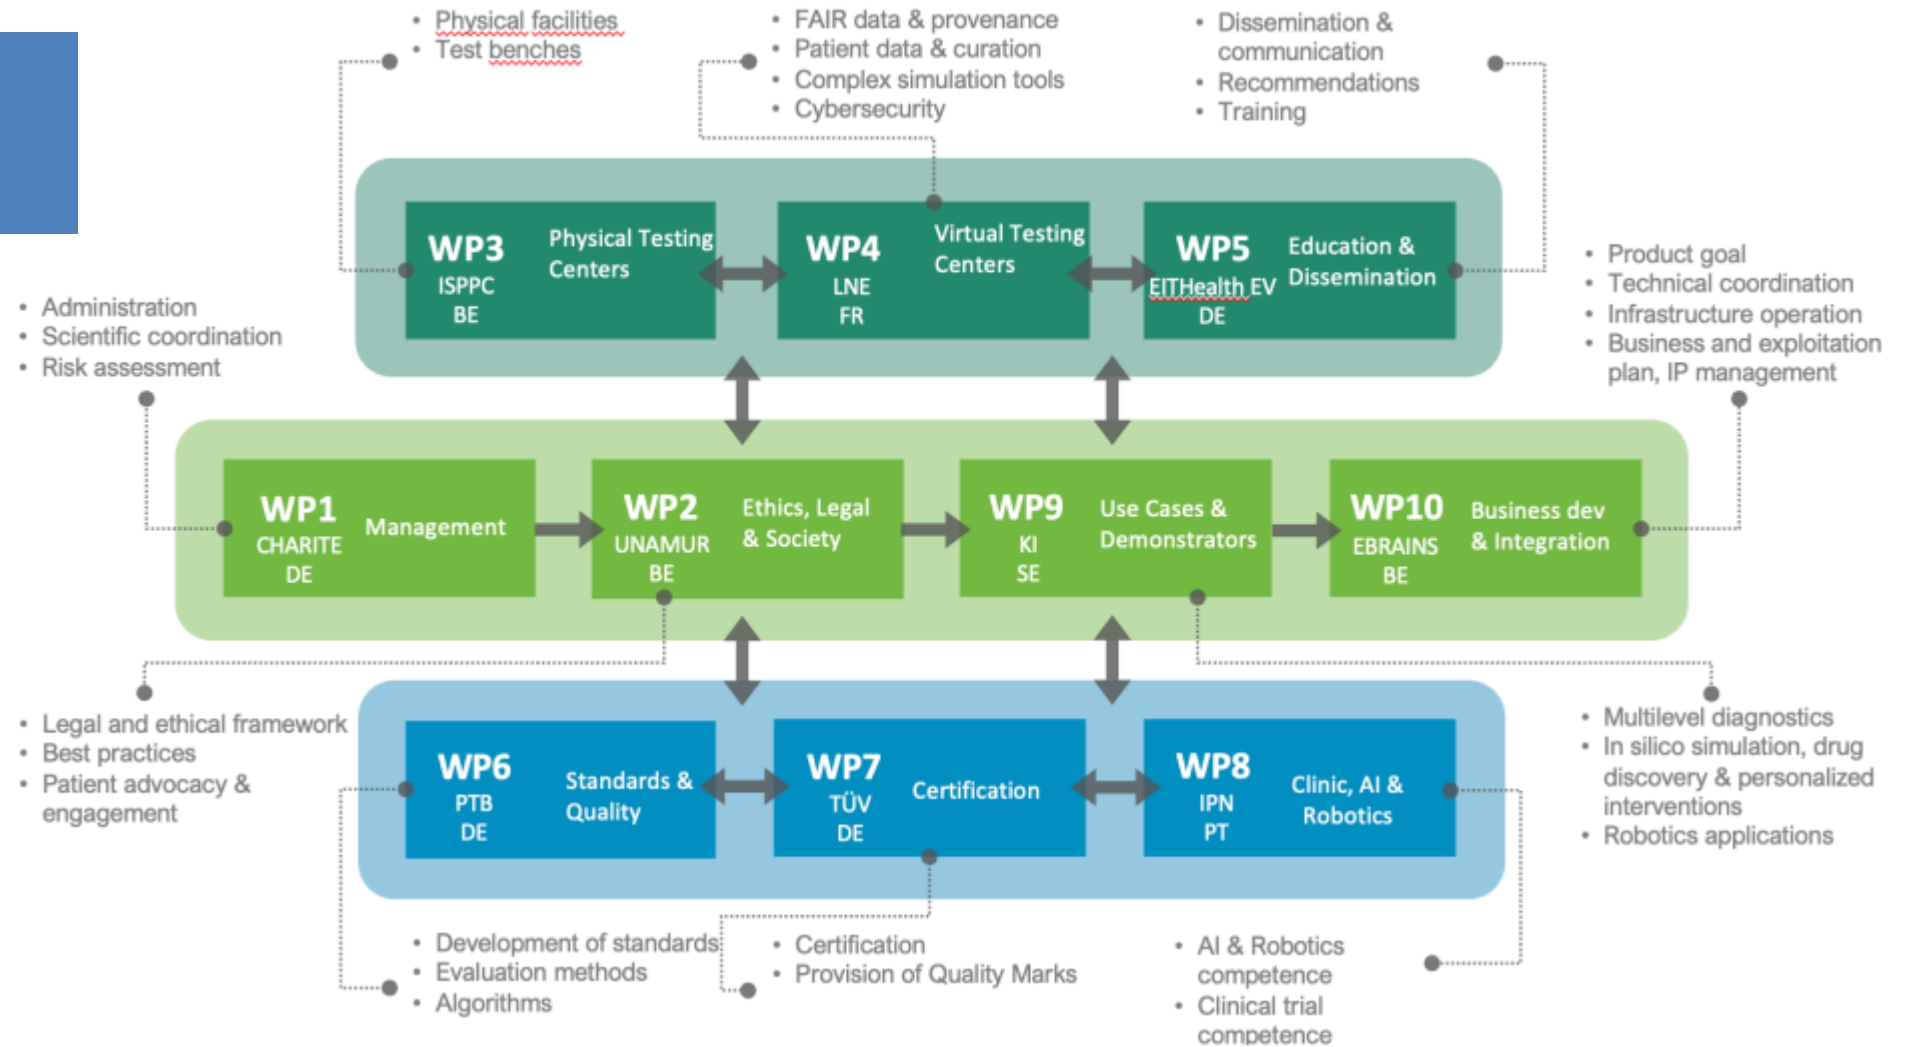 • Physical facilities
• Test benches
• FAIR data & provenance
• Patient data & curation
• Complex simulation tools
• Cybersecurity
• Dissemination &
communication
• Recommendations
• Training
WP3
ISPPC
BE
Physical Testing
Centers
WP4
LNE
FR
Virtual Testing
Centers
WP5
EITHealth EV
DE
Education &
Dissemination
• Administration
• Scientific coordination
• Risk assessment
• Product goal
• Technical coordination
• Infrastructure operation
• Business and exploitation
plan, IP management
WP1
CHARITE
DE
Management
WP2
UNAMUR
BE
Ethics, Legal
& Society
WP9
KI
SE
Use Cases &
Demonstrators
WP10
EBRAINS
BE
Business dev
& Integration
• Legal and ethical framework
• Best practices
• Patient advocacy &
engagement
• Multilevel diagnostics
• In silico simulation, drug
discovery & personalized
interventions
• Robotics applications
WP6
PTB
DE
Standards &
Quality
WP7
TÜV
DE
Certification
WP8
IPN
PT
Clinic, AI &
Robotics
• Development of standards
• Evaluation methods
• Algorithms
• Certification
• Provision of Quality Marks
• AI & Robotics
competence
• Clinical trial
competence